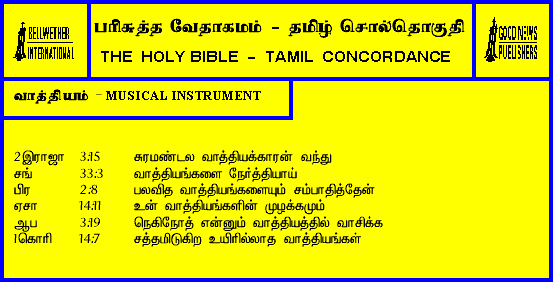 BELLWETHER
INTERNATIONAL
பரிசுத்த வேதாகமம் - தமிழ் சொல்தொகுதி
THE HOLY BIBLE - TAMIL CONCORDANCE
GOOD NEWS
PUBLISHERS
வாத்தியம் - MUSICAL INSTRUMENT
2இராஜா 3:15 சுரமண்டல வாத்தியக்காரன் வந்து
சங் 33:3 வாத்தியங்களை நேர்த்தியாய்
பிர 2:8 பலவித வாத்தியங்களையும் சம்பாதித்தேன்
ஏசா 14:11 உன் வாத்தியங்களின் முழக்கமும்
ஆப 3:19 நெகிநோத் என்னும் வாத்தியத்தில் வாசிக்க
1கொரி 14:7 சத்தமிடுகிற உயிரில்லாத வாத்தியங்கள்